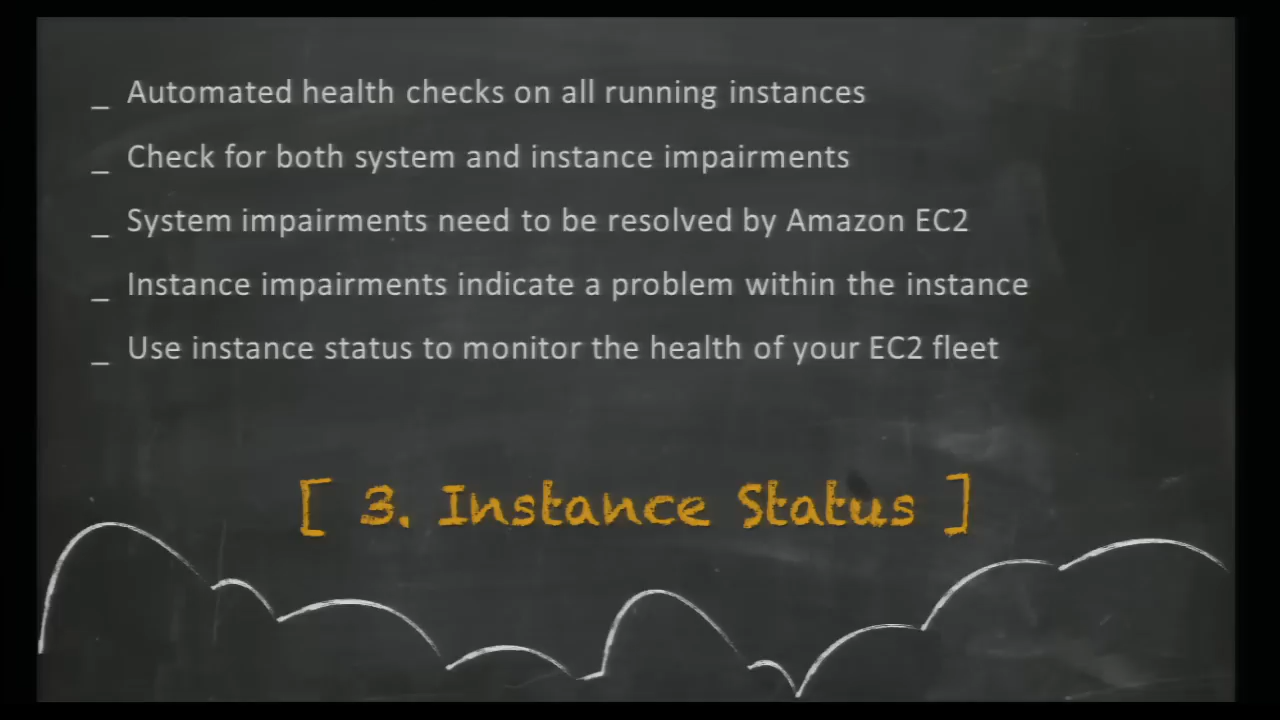 _ Automated health checks on all running instances
_ Check for both system and instance impairments
_ System impairments need to be resolved by Amazon EC2
_ Instance impairments indicate a problem within the instance
_ Use instance status to monitor the health of your EC2 fleet
[ 3. Instance Status ]